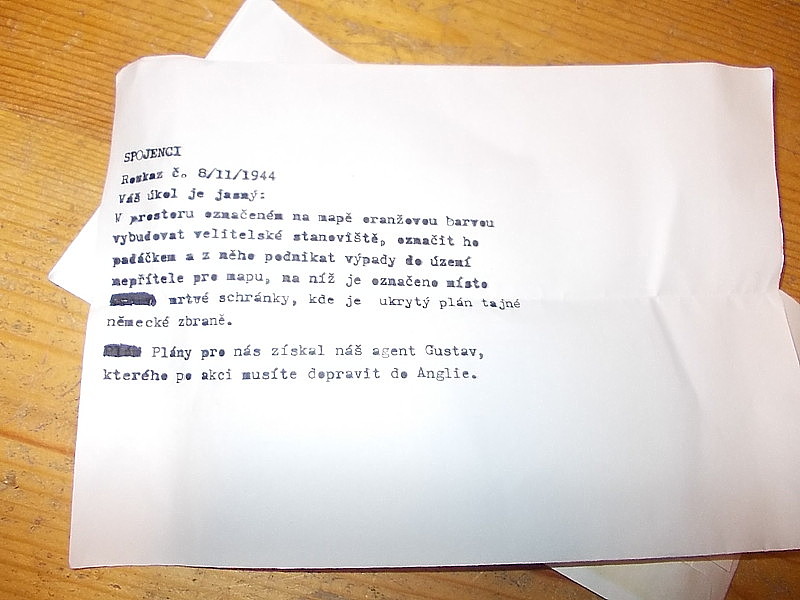 SPOJENCI
Rozkaz č. 8/11/1944
Váš úkol je jasný:
V prostoru označeném na mapě oranžovou barvou
vybudovat velitelské stanoviště, označit ho
padáčkem a z něho podnikat výpady do území
nepřítele pro mapu, na níž je označeno místo
mrtvé schránky, kde je ukrytý plán tajné
německé zbraně.
Plány pro nás získal náš agent Gustav,
kterého po akci musíte dopravit do Anglie.